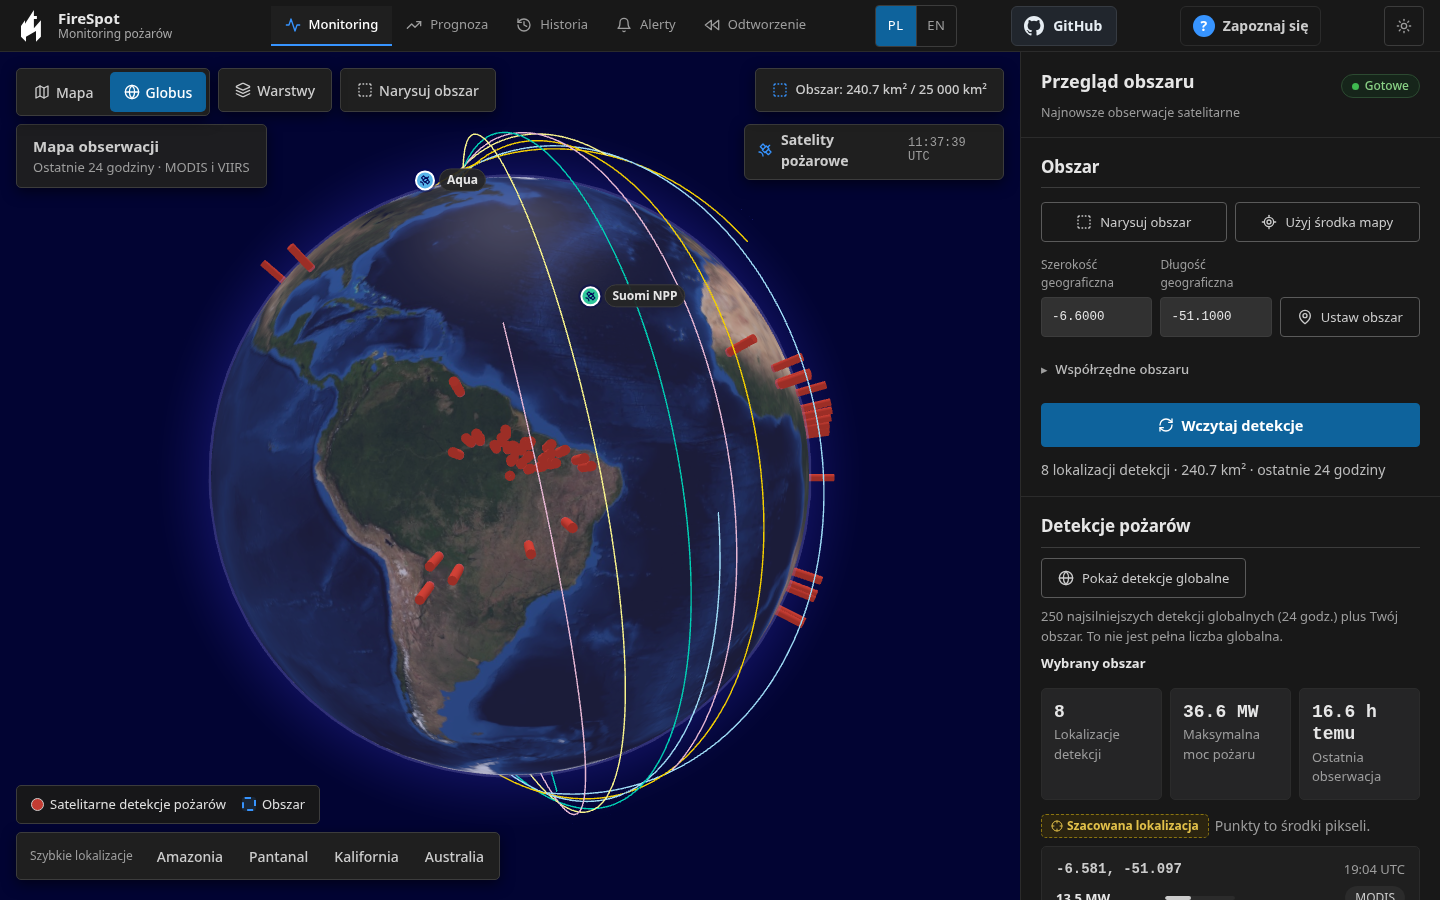 FireSpot
Monitoring pożarów
Monitoring
Prognoza
Historia
Alerty
Odtworzenie
PL
EN
GitHub
? Zapoznaj się
Mapa
Globus
Warstwy
Narysuj obszar
Obszar: 240.7 km² / 25 000 km²
Mapa obserwacji
Ostatnie 24 godziny · MODIS i VIIRS
Satelity
pożarowe
11:37:39
UTC
Aqua
Suomi NPP
Satelitarne detekcje pożarów
Obszar
Szybkie lokalizacje
Amazonia
Pantanal
Kalifornia
Australia
Przegląd obszaru
Gotowe
Najnowsze obserwacje satelitarne
Obszar
Narysuj obszar
Użyj środka mapy
Szerokość
geograficzna
Długość
geograficzna
-6.6000
-51.1000
Ustaw obszar
Współrzędne obszaru
Wczytaj detekcje
8 lokalizacji detekcji · 240.7 km² · ostatnie 24 godziny
Detekcje pożarów
Pokaż detekcje globalne
250 najsilniejszych detekcji globalnych (24 godz.) plus Twój
obszar. To nie jest pełna liczba globalna.
Wybrany obszar
8
Lokalizacje
detekcji
36.6 MW
Maksymalna
moc pożaru
16.6 h
temu
Ostatnia
obserwacja
Szacowana lokalizacja
Punkty to środki pikseli.
-6.581, -51.097
19:04 UTC
13.5 MW
MODIS